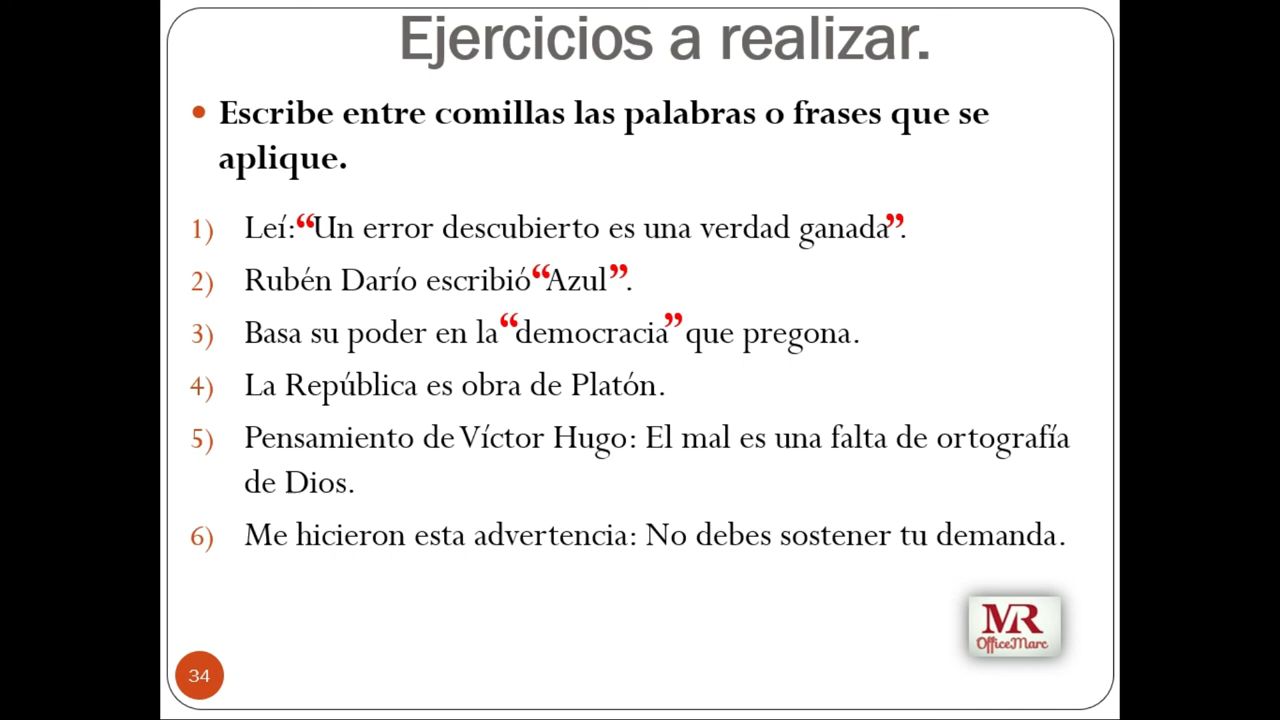 Ejercicios a realizar.
• Escribe entre comillas las palabras o frases que se
aplique.
1) Leí:“Un error descubierto es una verdad ganada”.
2) Rubén Darío escribió“Azul”.
3) Basa su poder en la“democracia” que pregona.
4) La República es obra de Platón.
5) Pensamiento de Víctor Hugo: El mal es una falta de ortografía
de Dios.
6) Me hicieron esta advertencia: No debes sostener tu demanda.
MR
OfficeMarc
34